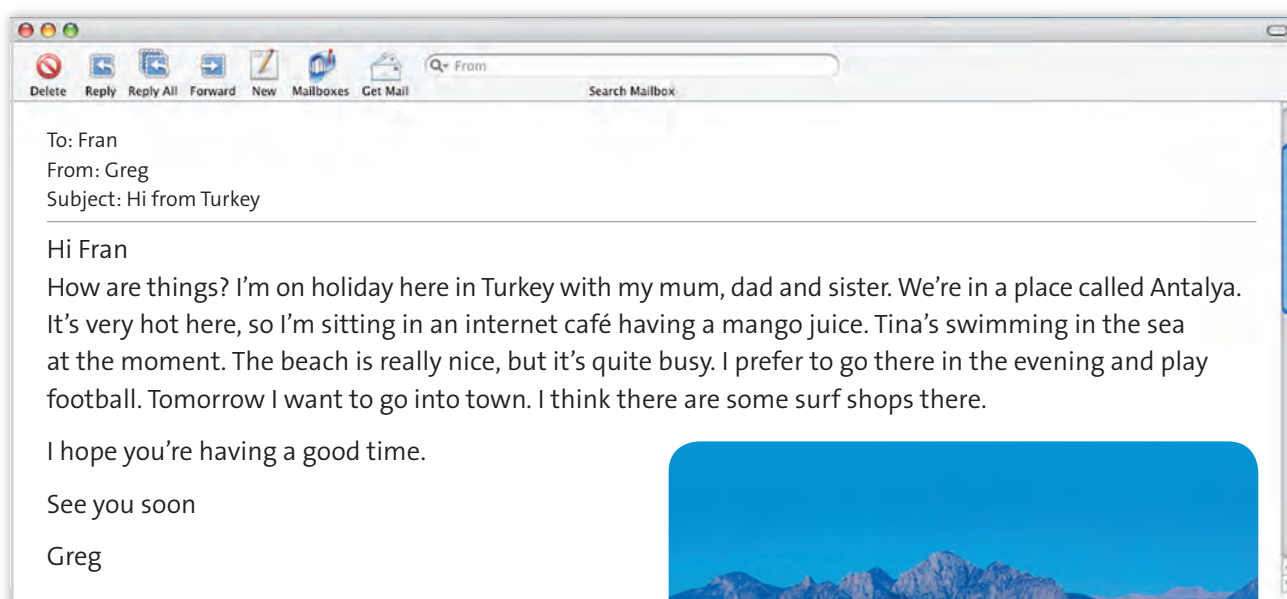 Delete Reply Reply All Forward New Mailboxes Get Mail
From
Search Mailbox
To: Fran
From: Greg
Subject: Hi from Turkey
Hi Fran
How are things? I’m on holiday here in Turkey with my mum, dad and sister. We’re in a place called Antalya.
It’s very hot here, so I’m sitting in an internet café having a mango juice. Tina’s swimming in the sea
at the moment. The beach is really nice, but it’s quite busy. I prefer to go there in the evening and play
football. Tomorrow I want to go into town. I think there are some surf shops there.
I hope you’re having a good time.
See you soon
Greg